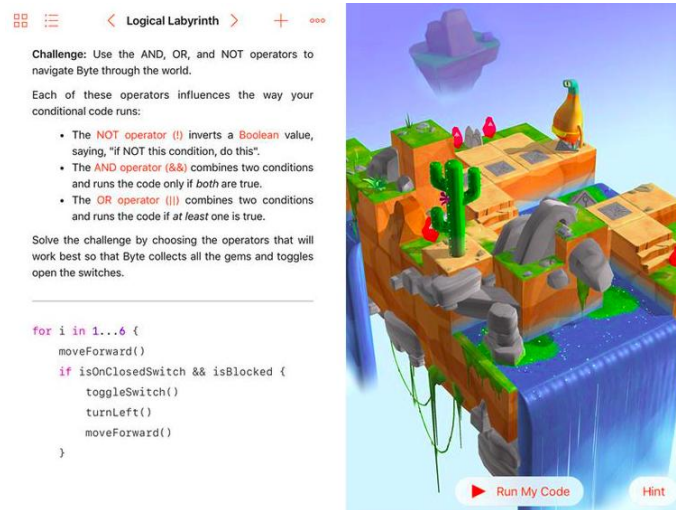 Logical Labyrinth
Challenge: Use the AND, OR, and NOT operators to
navigate Byte through the world.
Each of these operators influences the way your
conditional code runs:
• The NOT operator (!) inverts a Boolean value,
saying, "if NOT this condition, do this".
• The AND operator (&&) combines two conditions
and runs the code only if both are true.
• The OR operator (||) combines two conditions
and runs the code if at least one is true.
Solve the challenge by choosing the operators that will
work best so that Byte collects all the gems and toggles
open the switches.
for i in 1...6 {
moveForward()
if isOnClosedSwitch && isBlocked {
toggleSwitch()
turnLeft()
moveForward()
}
Run My Code
Hint